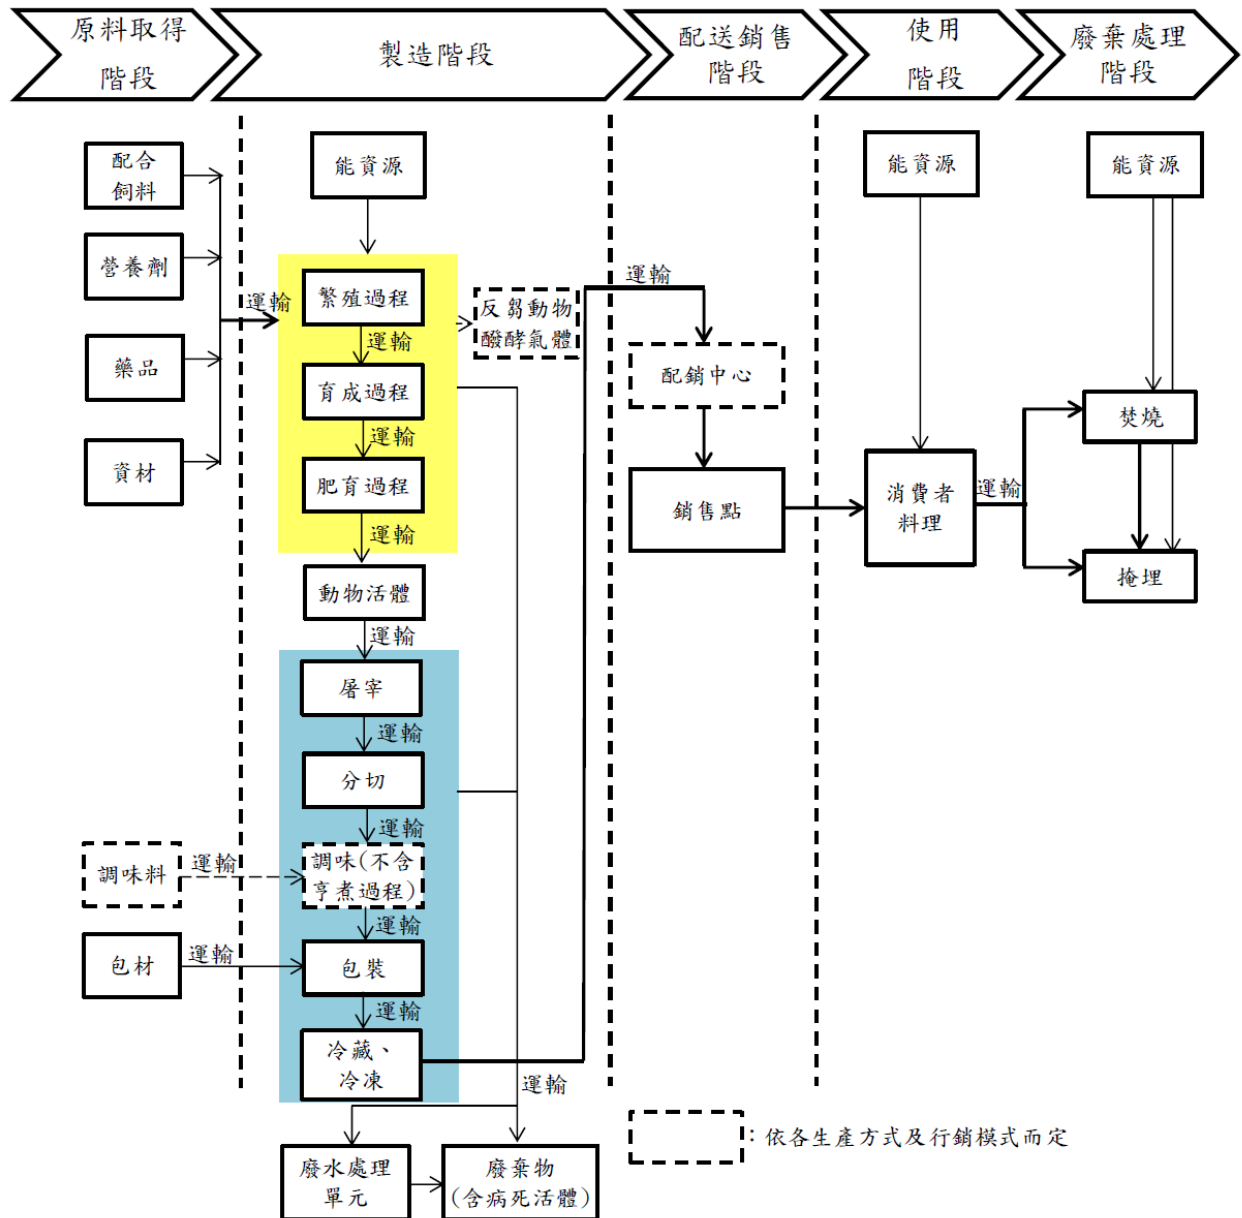 原料取得
階段
製造階段
配送銷售
階段
使用
階段
廢棄處理
階段
配合
飼料
營養劑
藥品
資材
運輸
調味料
運輸
包材
運輸
能資源
繁殖過程
運輸
育成過程
運輸
肥育過程
運輸
反芻動物
醱酵氣體
動物活體
運輸
屠宰
運輸
分切
運輸
調味(不含
亨煮過程)
運輸
包裝
運輸
冷藏、
冷凍
運輸
廢水處理
單元
廢棄物
(含病死活體)
運輸
配銷中心
銷售點
能資源
消費者
料理
運輸
能資源
焚燒
掩埋
：依各生產方式及行銷模式而定